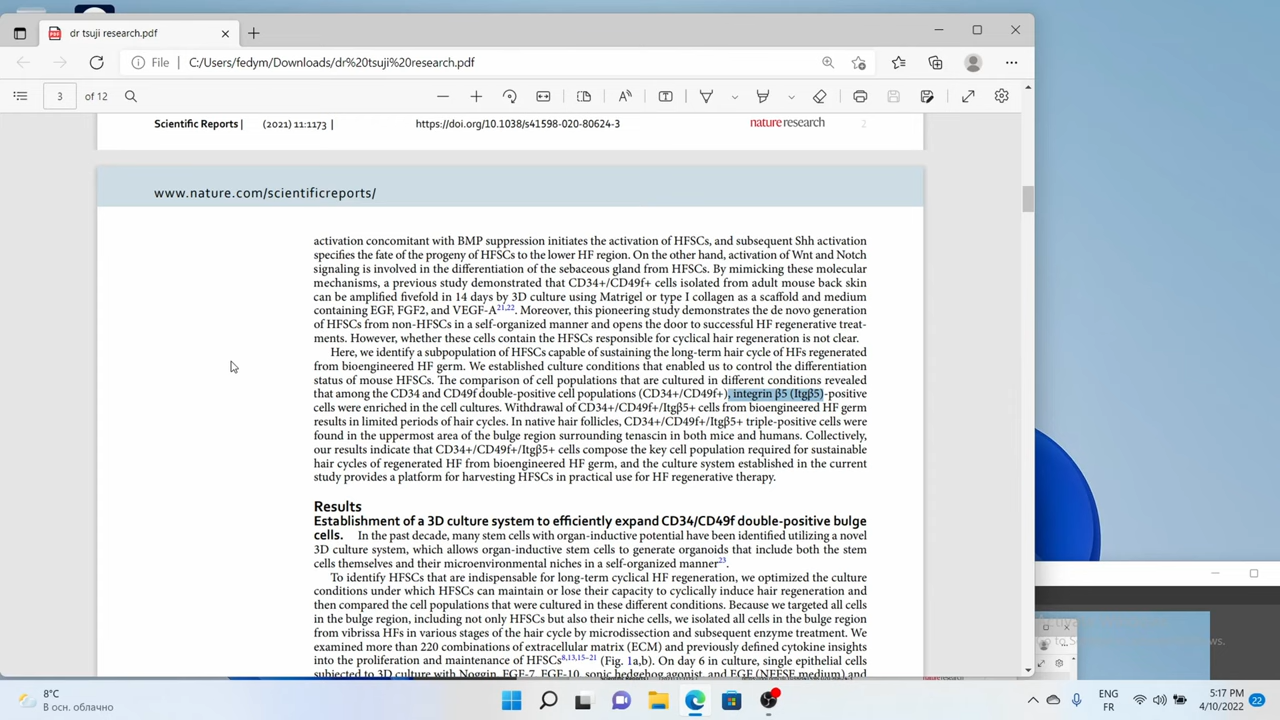 dr tsuji research.pdf
File
C:/Users/fedym/Downloads/dr%20tsuji%20research.pdf
3 of 12
Scientific Reports | (2021) 11:1173 | https://doi.org/10.1038/s41598-020-80624-3 natureresearch 2
www.nature.com/scientificreports/
activation concomitant with BMP suppression initiates the activation of HFSCs, and subsequent Shh activation
specifies the fate of the progeny of HFSCs to the lower HF region. On the other hand, activation of Wnt and Notch
signaling is involved in the differentiation of the sebaceous gland from HFSCs. By mimicking these molecular
mechanisms, a previous study demonstrated that CD34+/CD49f+ cells isolated from adult mouse back skin
can be amplified fivefold in 14 days by 3D culture using Matrigel or type I collagen as a scaffold and medium
containing EGF, FGF2, and VEGF-A21,22. Moreover, this pioneering study demonstrates the de novo generation
of HFSCs from non-HFSCs in a self-organized manner and opens the door to successful HF regenerative treat-
ments. However, whether these cells contain the HFSCs responsible for cyclical hair regeneration is not clear.
Here, we identify a subpopulation of HFSCs capable of sustaining the long-term hair cycle of HFs regenerated
from bioengineered HF germ. We established culture conditions that enabled us to control the differentiation
status of mouse HFSCs. The comparison of cell populations that are cultured in different conditions revealed
that among the CD34 and CD49f double-positive cell populations (CD34+/CD49f+), integrin β5 (Itgβ5)-positive
cells were enriched in the cell cultures. Withdrawal of CD34+/CD49f+/Itgβ5+ cells from bioengineered HF germ
results in limited periods of hair cycles. In native hair follicles, CD34+/CD49f+/Itgβ5+ triple-positive cells were
found in the uppermost area of the bulge region surrounding tenascin in both mice and humans. Collectively,
our results indicate that CD34+/CD49f+/Itgβ5+ cells compose the key cell population required for sustainable
hair cycles of regenerated HF from bioengineered HF germ, and the culture system established in the current
study provides a platform for harvesting HFSCs in practical use for HF regenerative therapy.
Results
Establishment of a 3D culture system to efficiently expand CD34/CD49f double-positive bulge
cells. In the past decade, many stem cells with organ-inductive potential have been identified utilizing a novel
3D culture system, which allows organ-inductive stem cells to generate organoids that include both the stem
cells themselves and their microenvironmental niches in a self-organized manner23.
To identify HFSCs that are indispensable for long-term cyclical HF regeneration, we optimized the culture
conditions under which HFSCs can maintain or lose their capacity to cyclically induce hair regeneration and
then compared the cell populations that were cultured in these different conditions. Because we targeted all cells
in the bulge region, including not only HFSCs but also their niche cells, we isolated all cells in the bulge region
from vibrissa HFs in various stages of the hair cycle by microdissection and subsequent enzyme treatment. We
examined more than 220 combinations of extracellular matrix (ECM) and previously defined cytokine insights
into the proliferation and maintenance of HFSCs8,13,15–21 (Fig. 1a,b). On day 6 in culture, single epithelial cells
subjected to 3D culture with Noggin, FGF-7, FGF-10, sonic hedgehog agonist, and EGF (NFFSE medium) and
8°C
В осн. облачно
ENG
FR
5:17 PM
4/10/2022
22